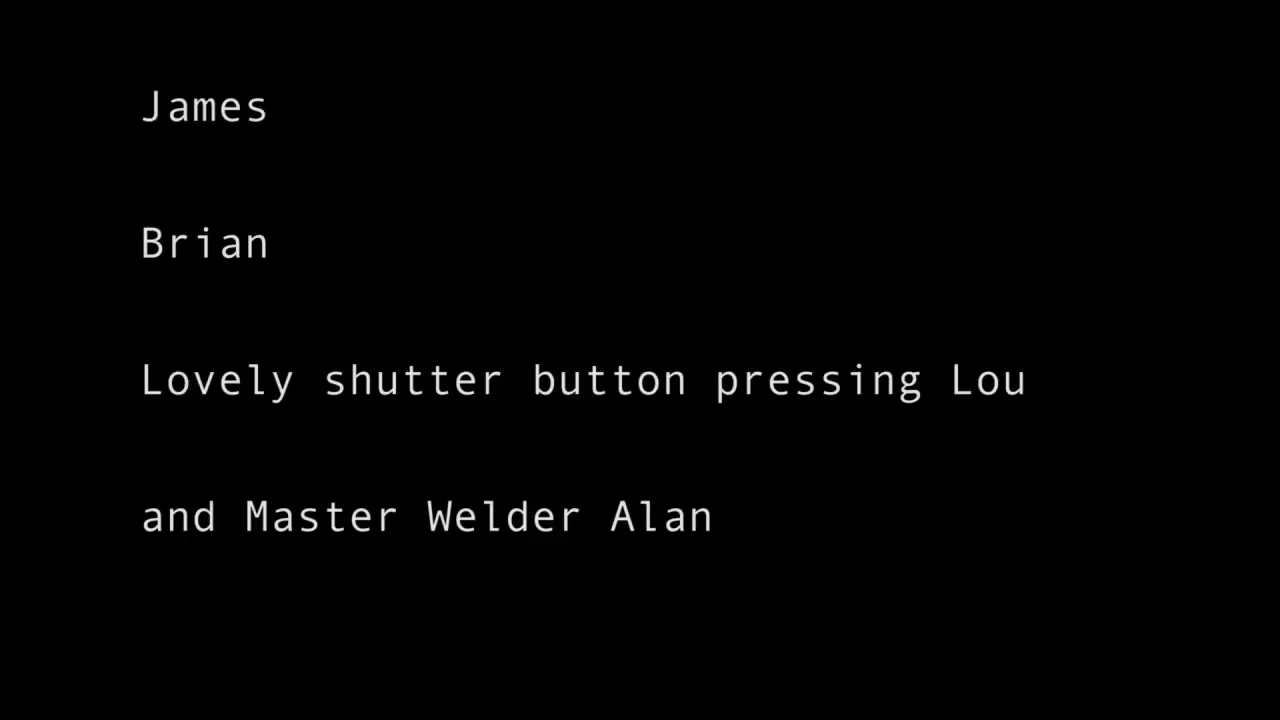 James
Brian
Lovely shutter button pressing Lou
and Master Welder Alan